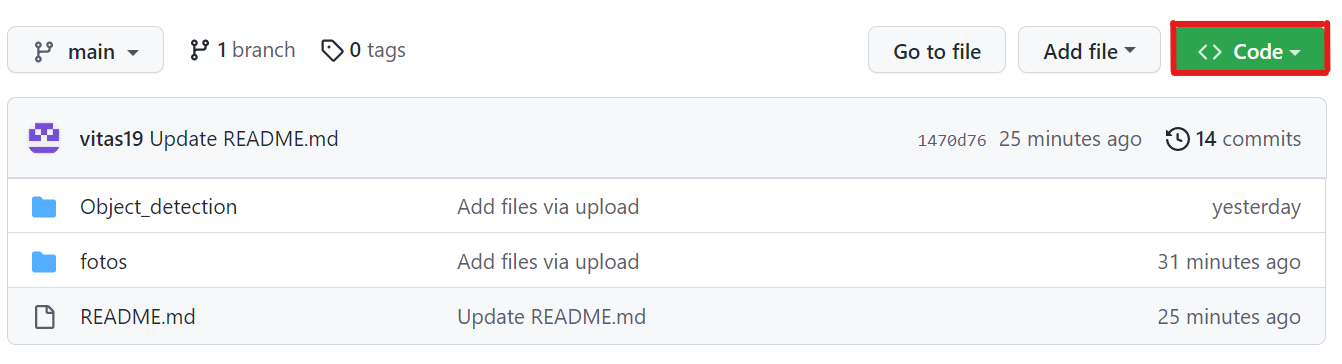 main 1 branch 0 tags Go to file Add file <> Code
vitas19 Update README.md 1470d76 25 minutes ago 14 commits
Object_detection Add files via upload yesterday
fotos Add files via upload 31 minutes ago
README.md Update README.md 25 minutes ago